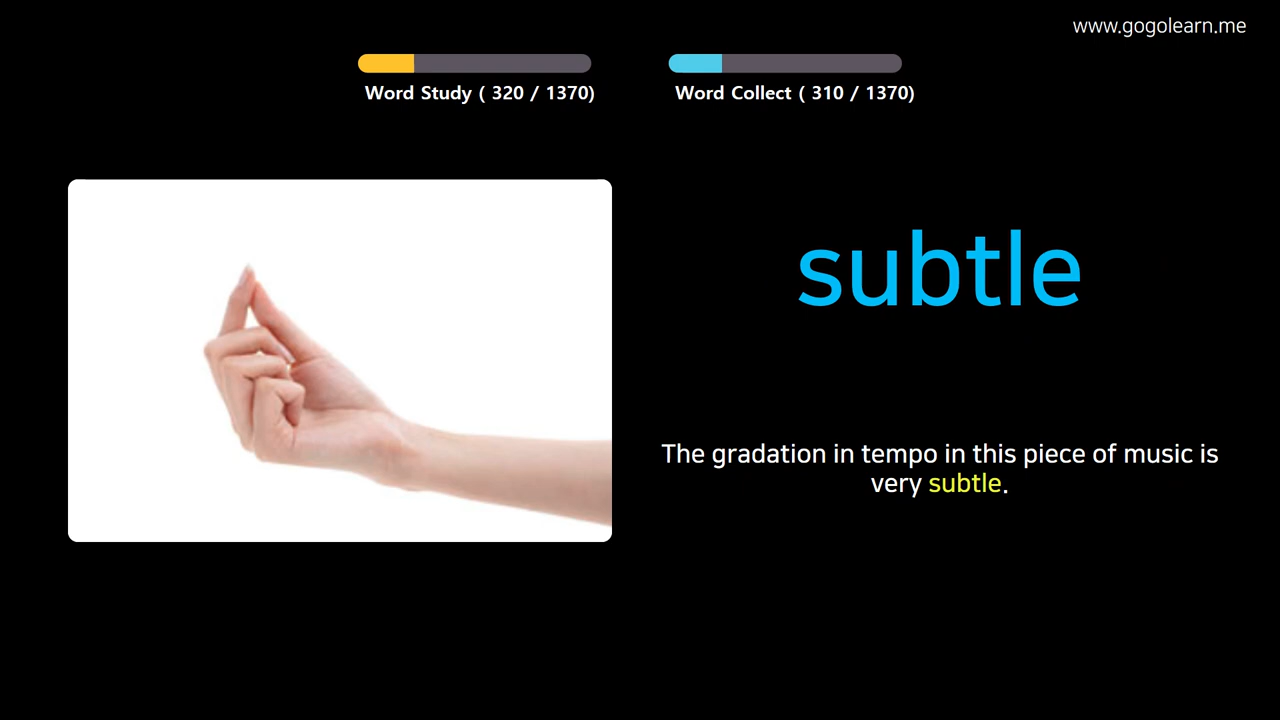 www.gogolearn.me
Word Study ( 320 / 1370)
Word Collect ( 310 / 1370)
subtle
The gradation in tempo in this piece of music is
very subtle.